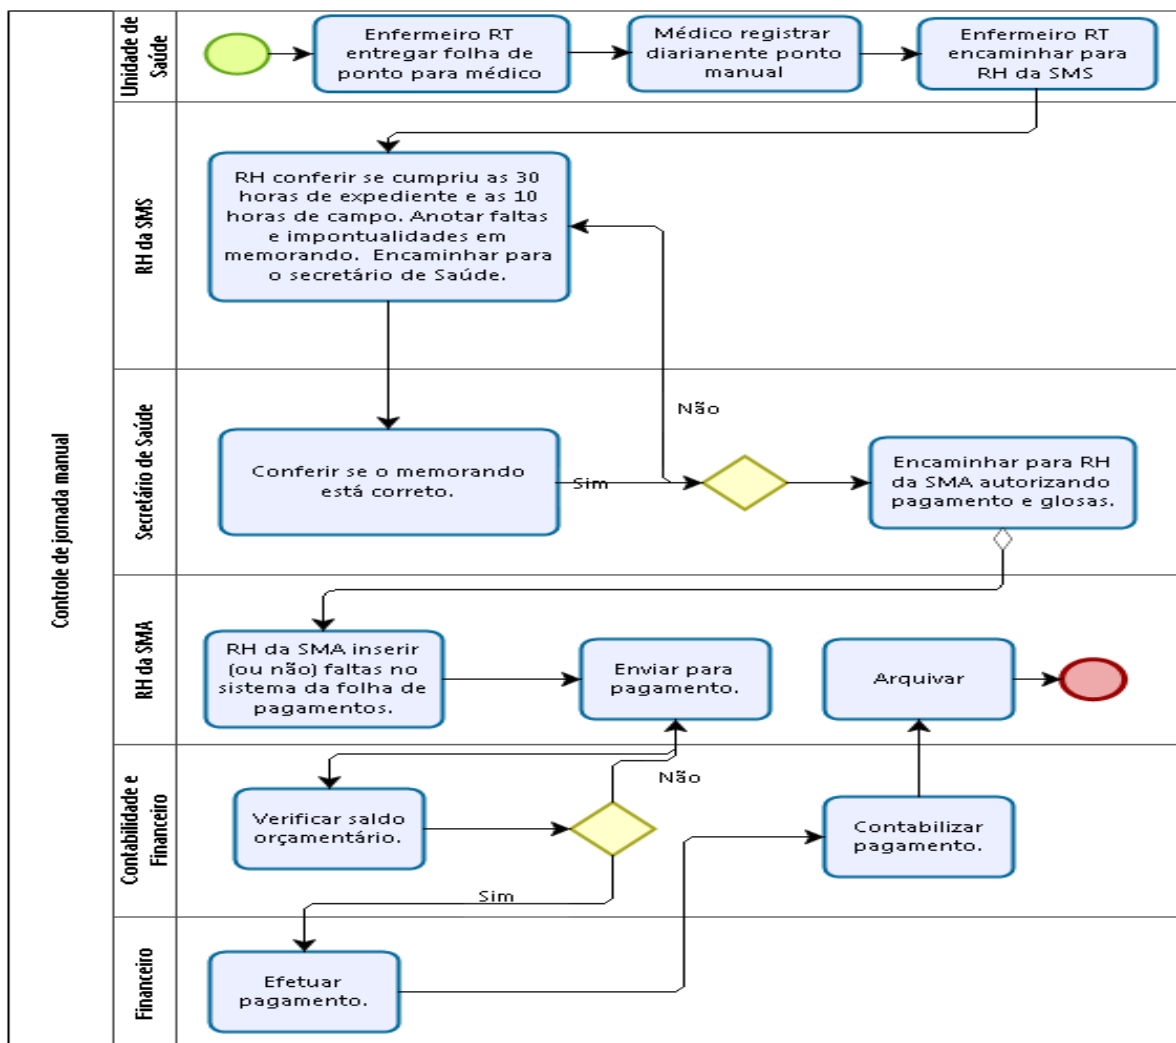 Controle de jornada manual
Unidade de
Saúde
Enfermeiro RT
entregar folha de
ponto para médico
Médico registrar
diarianente ponto
manual
Enfermeiro RT
encaminhar para
RH da SMS
RH da SMS
RH conferir se cumpriu as 30
horas de expediente e as 10
horas de campo. Anotar faltas
e impontualidades em
memorando.  Encaminhar para
o secretário de Saúde.
Secretário de Saúde
Conferir se o memorando
está correto.
Sim
Não
Encaminhar para RH
da SMA autorizando
pagamento e glosas.
RH da SMA
RH da SMA inserir
(ou não) faltas no
sistema da folha de
pagamentos.
Enviar para
pagamento.
Arquivar
Contabilidade e
Financeiro
Verificar saldo
orçamentário.
Não
Sim
Contabilizar
pagamento.
Financeiro
Efetuar
pagamento.